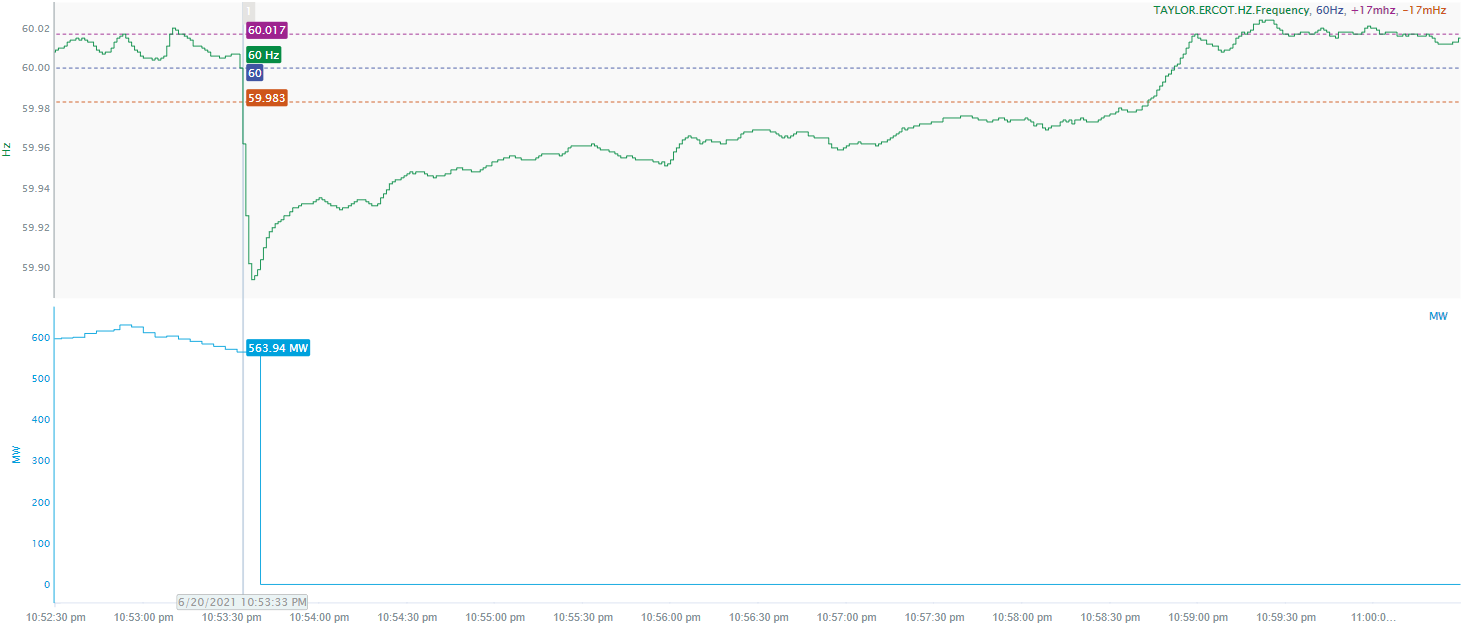 1
TAYLOR.ERCOT.HZ.Frequency, 60Hz, +17mhz, −17mHz
60.02
60.017
60 Hz
60.00
60
59.983
59.98
Hz
59.96
59.94
59.92
59.90
MW
600
563.94 MW
500
400
MW
300
200
100
0
6/20/2021 10:53:33 PM
10:52:30 pm 10:53:00 pm 10:53:30 pm 10:54:00 pm 10:54:30 pm 10:55:00 pm 10:55:30 pm 10:56:00 pm 10:56:30 pm 10:57:00 pm 10:57:30 pm 10:58:00 pm 10:58:30 pm 10:59:00 pm 10:59:30 pm 11:00:0...